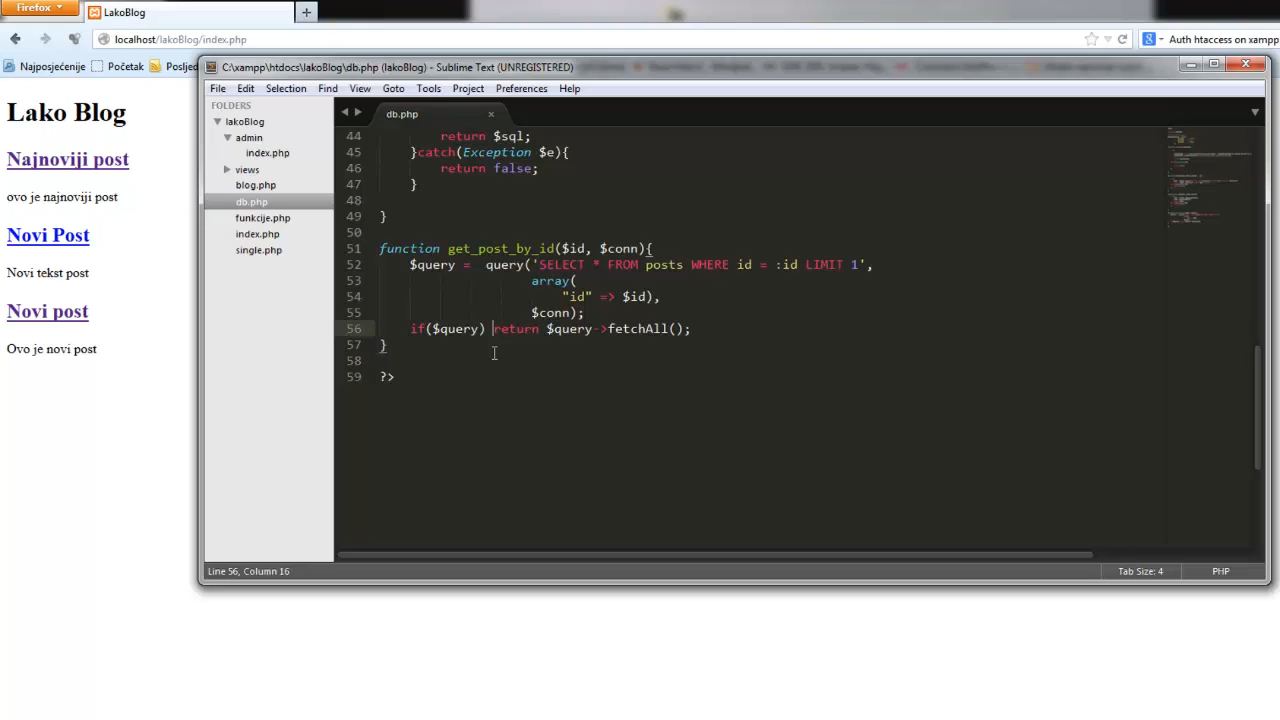 Firefox
LakoBlog
localhost/lakoBlog/index.php
Auth htaccess on xampp
Najposjećenije
Početak
Posljed
C:\xampp\htdocs\lakoBlog\db.php (lakoBlog) - Sublime Text (UNREGISTERED)
File Edit Selection Find View Goto Tools Project Preferences Help
Lako Blog
Najnoviji post
ovo je najnoviji post
Novi Post
Novi tekst post
Novi post
Ovo je novi post
FOLDERS
lakoBlog
admin
index.php
views
blog.php
db.php
funkcije.php
index.php
single.php
db.php
44 return $sql;
45 }catch(Exception $e){
46 return false;
47 }
48
49 }
50
51 function get_post_by_id($id, $conn){
52 $query =  query('SELECT * FROM posts WHERE id = :id LIMIT 1',
53 array(
54 "id" => $id),
55 $conn);
56 if($query) return $query->fetchAll();
57 }
58
59 ?>
Line 56, Column 16
Tab Size: 4
PHP